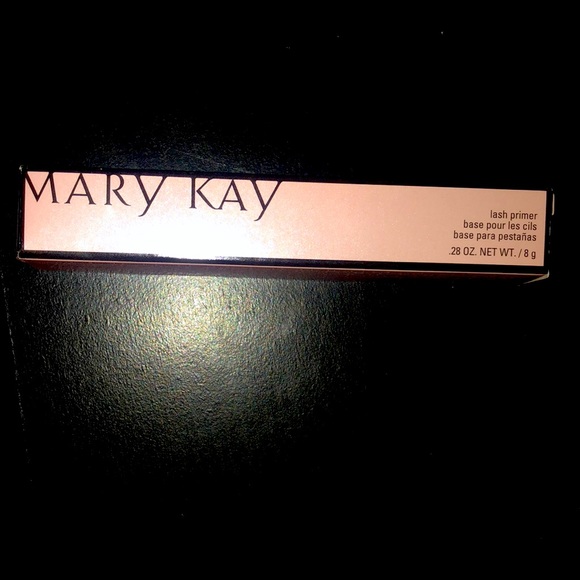 MARY KAY
lash primer
base pour les cils
base para pestañas
.28 OZ. NET WT. / 8 g